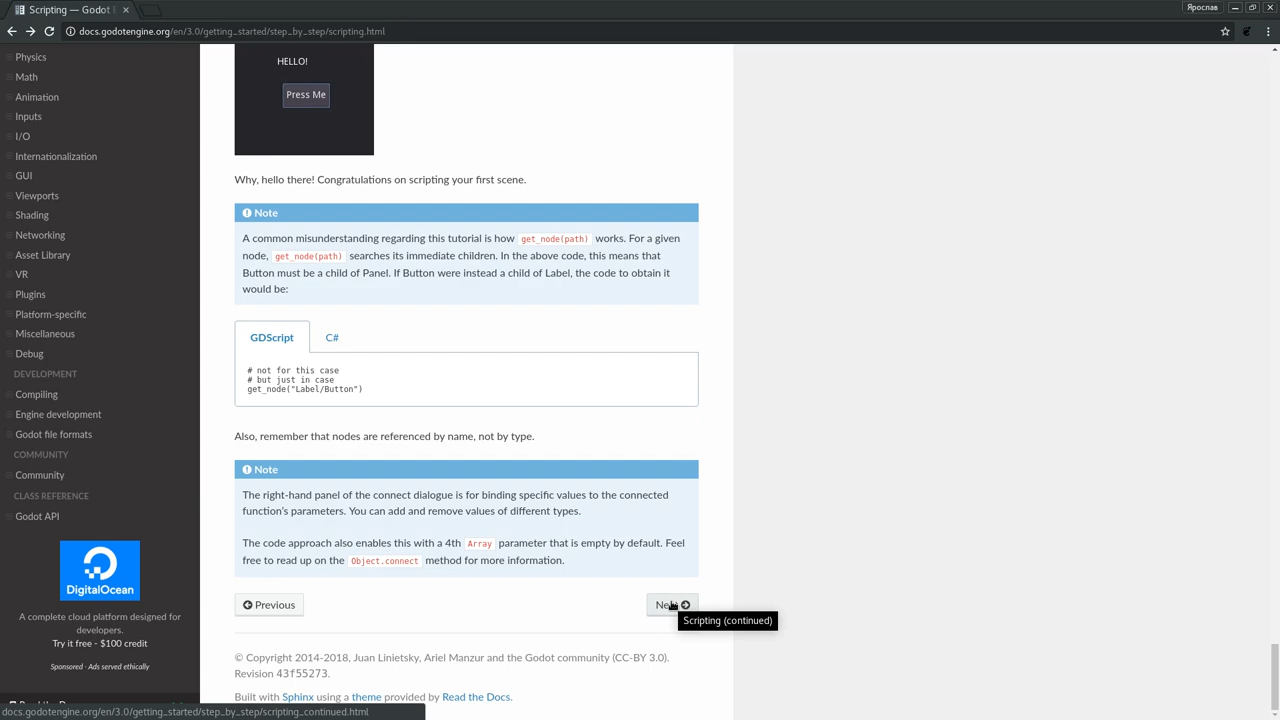 Scripting — Godot
Ярослав
docs.godotengine.org/en/3.0/getting_started/step_by_step/scripting.html
Physics
Math
Animation
Inputs
I/O
Internationalization
GUI
Viewports
Shading
Networking
Asset Library
VR
Plugins
Platform-specific
Miscellaneous
Debug
DEVELOPMENT
Compiling
Engine development
Godot file formats
COMMUNITY
Community
CLASS REFERENCE
Godot API
DigitalOcean
A complete cloud platform designed for
developers.
Try it free - $100 credit
Sponsored · Ads served ethically
HELLO!
Press Me
Why, hello there! Congratulations on scripting your first scene.
Note
A common misunderstanding regarding this tutorial is how get_node(path) works. For a given
node, get_node(path) searches its immediate children. In the above code, this means that
Button must be a child of Panel. If Button were instead a child of Label, the code to obtain it
would be:
GDScript C#
# not for this case
# but just in case
get_node("Label/Button")
Also, remember that nodes are referenced by name, not by type.
Note
The right-hand panel of the connect dialogue is for binding specific values to the connected
function’s parameters. You can add and remove values of different types.
The code approach also enables this with a 4th Array parameter that is empty by default. Feel
free to read up on the Object.connect method for more information.
Previous
Next
Scripting (continued)
© Copyright 2014-2018, Juan Linietsky, Ariel Manzur and the Godot community (CC-BY 3.0).
Revision 43f55273.
Built with Sphinx using a theme provided by Read the Docs.
docs.godotengine.org/en/3.0/getting_started/step_by_step/scripting_continued.html